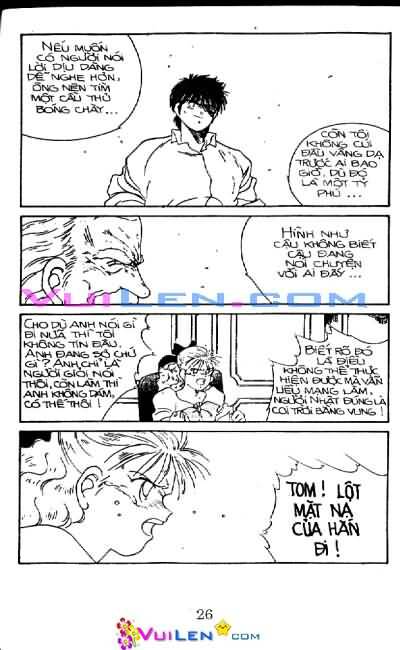 NẾU MUỐN
CÓ NGƯỜI NÓI
LỜI DỊU DÀNG
DỄ NGHE HƠN,
ÔNG NÊN TÌM
MỘT CẦU THỦ
BÓNG CHÀY...
CÒN TÔI
KHÔNG CÚI
ĐẦU VÂNG DẠ
TRƯỚC AI BAO
GIỜ, DÙ ĐÓ
LÀ MỘT TỶ
PHÚ...
HÌNH NHƯ
CẬU KHÔNG BIẾT
CẬU ĐANG
NÓI CHUYỆN
VỚI AI ĐẤY...
VUILEN.COM
CHO DÙ ANH NÓI GÌ
ĐI NỮA THÌ TÔI
KHÔNG TIN ĐÂU.
ANH ĐANG SỢ CHỨ
GÌ? ANH CHỈ LÀ
NGƯỜI GIỎI NÓI
THÔI, CÒN LÀM THÌ
ANH KHÔNG DÁM,
CÓ THẾ THÔI!
BIẾT RÕ ĐÓ
LÀ ĐIỀU
KHÔNG THỂ THỰC
HIỆN ĐƯỢC MÀ VẪN
LIỀU MẠNG LÀM,
NGƯỜI NHẬT ĐÚNG LÀ
COI TRỜI BẰNG VUNG!
TOM! LỘT
MẶT NẠ
CỦA HẮN
ĐI!
26
VUILEN.COM